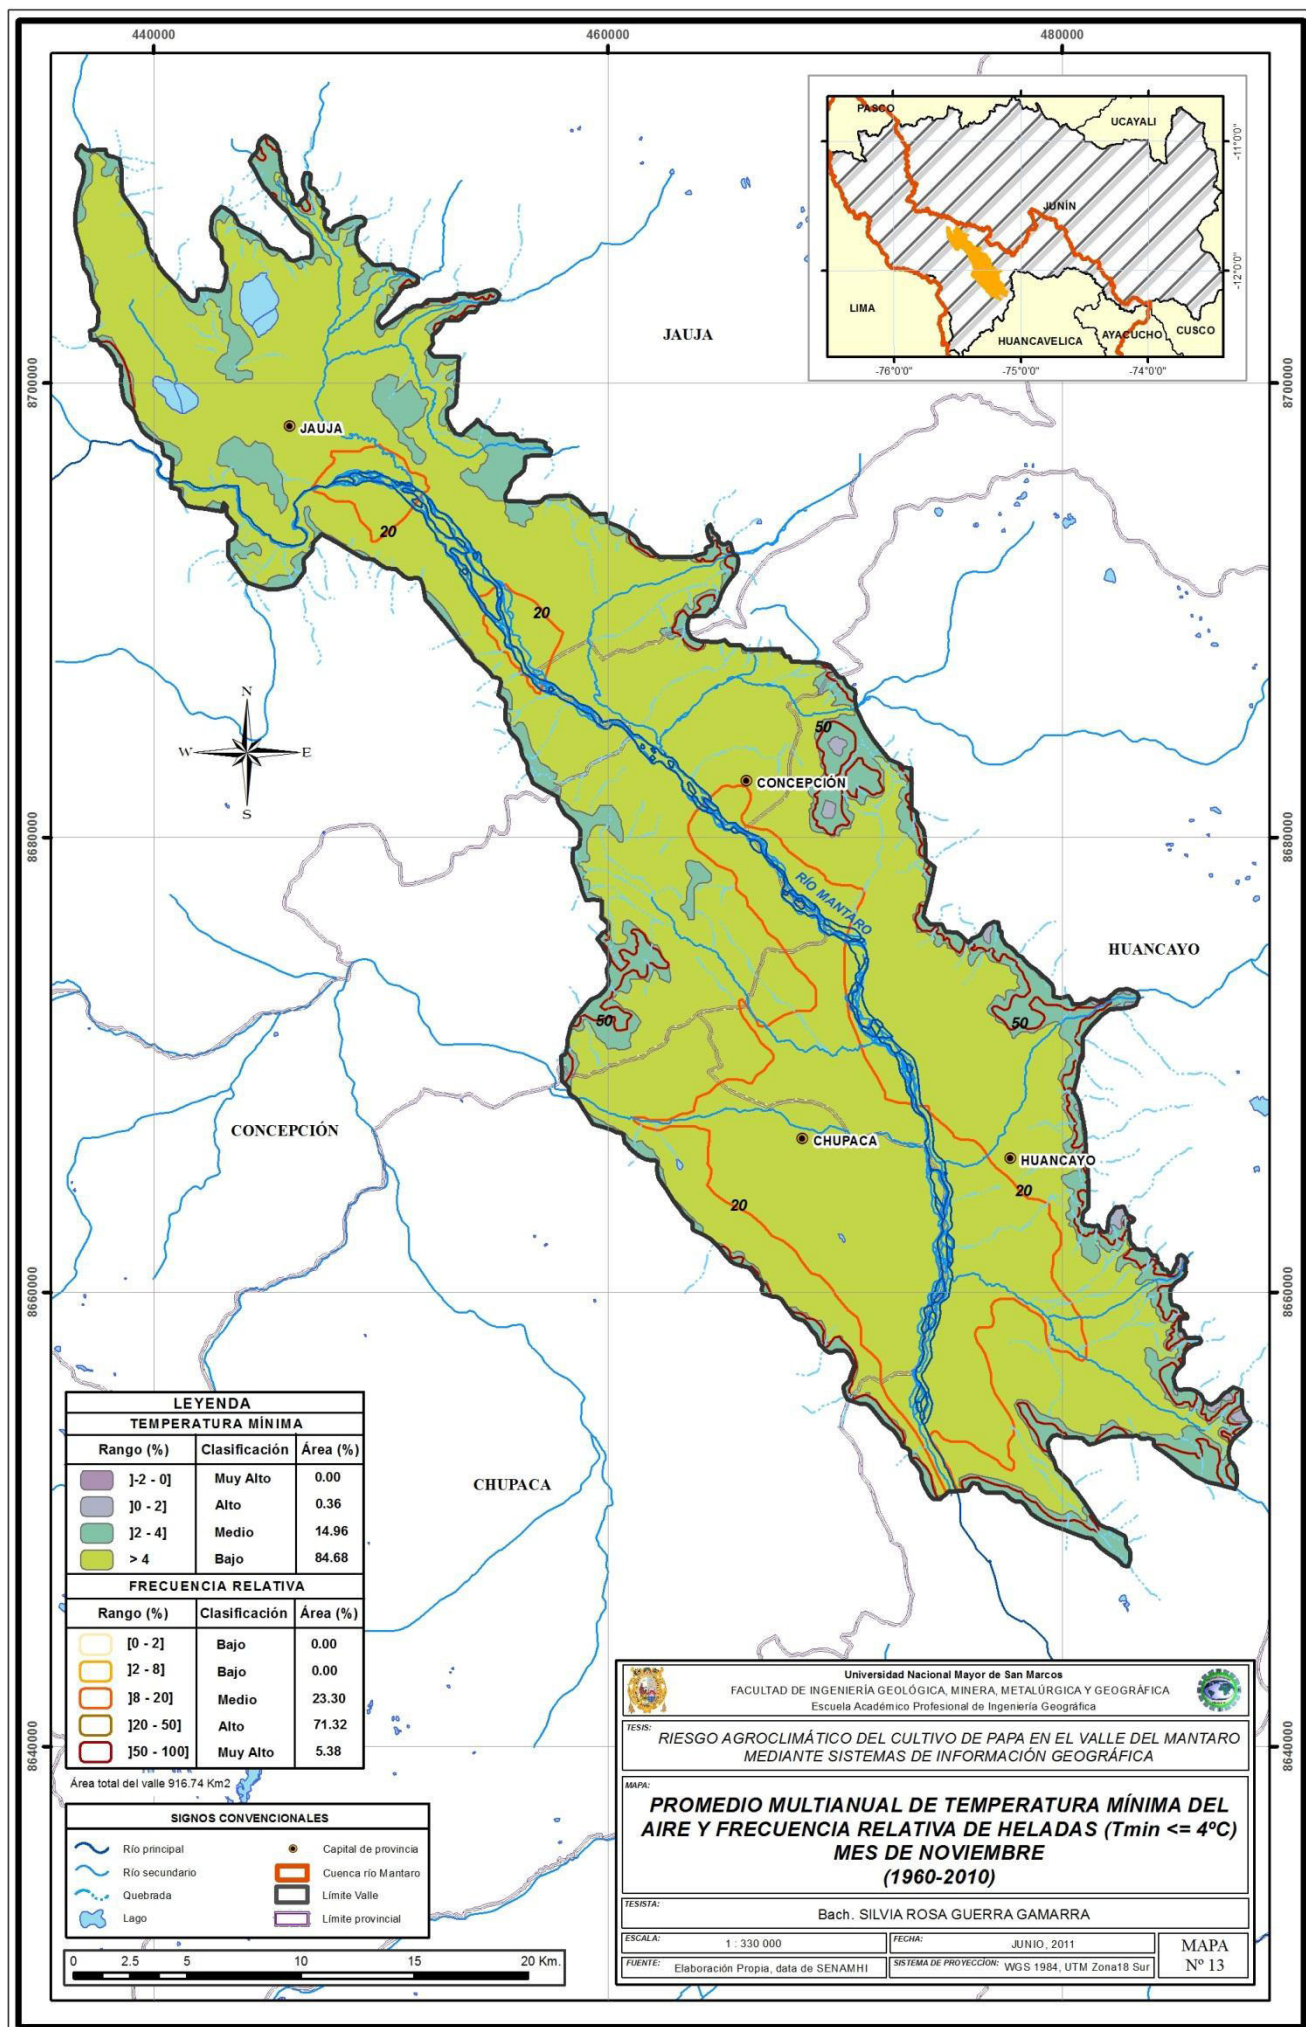 440000
460000
480000
8700000
8700000
8680000
8680000
8660000
8660000
8640000
8640000
PASCO
UCAYALI
JUNÍN
LIMA
HUANCAVELICA
AYACUCHO
CUSCO
-11°0'0"
-12°0'0"
-76°0'0"
-75°0'0"
-74°0'0"
JAUJA
JAUJA
20
20
N
W
E
S
50
CONCEPCIÓN
RÍO MANTARO
HUANCAYO
50
50
CONCEPCIÓN
CHUPACA
HUANCAYO
20
20
CHUPACA
LEYENDA
TEMPERATURA MÍNIMA
Rango (%) Clasificación Área (%)
]-2 - 0] Muy Alto 0.00
]0 - 2] Alto 0.36
]2 - 4] Medio 14.96
> 4 Bajo 84.68
FRECUENCIA RELATIVA
Rango (%) Clasificación Área (%)
[0 - 2] Bajo 0.00
]2 - 8] Bajo 0.00
]8 - 20] Medio 23.30
]20 - 50] Alto 71.32
]50 - 100] Muy Alto 5.38
Área total del valle 916.74 Km2
SIGNOS CONVENCIONALES
Río principal
Río secundario
Quebrada
Lago
Capital de provincia
Cuenca río Mantaro
Límite Valle
Límite provincial
0 2.5 5 10 15 20 Km.
Universidad Nacional Mayor de San Marcos
FACULTAD DE INGENIERÍA GEOLÓGICA, MINERA, METALÚRGICA Y GEOGRÁFICA
Escuela Académico Profesional de Ingeniería Geográfica
TESIS:
RIESGO AGROCLIMÁTICO DEL CULTIVO DE PAPA EN EL VALLE DEL MANTARO
MEDIANTE SISTEMAS DE INFORMACIÓN GEOGRÁFICA
MAPA:
PROMEDIO MULTIANUAL DE TEMPERATURA MÍNIMA DEL
AIRE Y FRECUENCIA RELATIVA DE HELADAS (Tmin <= 4ºC)
MES DE NOVIEMBRE
(1960-2010)
TESISTA:
Bach. SILVIA ROSA GUERRA GAMARRA
ESCALA: 1 : 330 000
FECHA: JUNIO, 2011
FUENTE: Elaboración Propia, data de SENAMHI
SISTEMA DE PROYECCIÓN: WGS 1984, UTM Zona18 Sur
MAPA
Nº 13